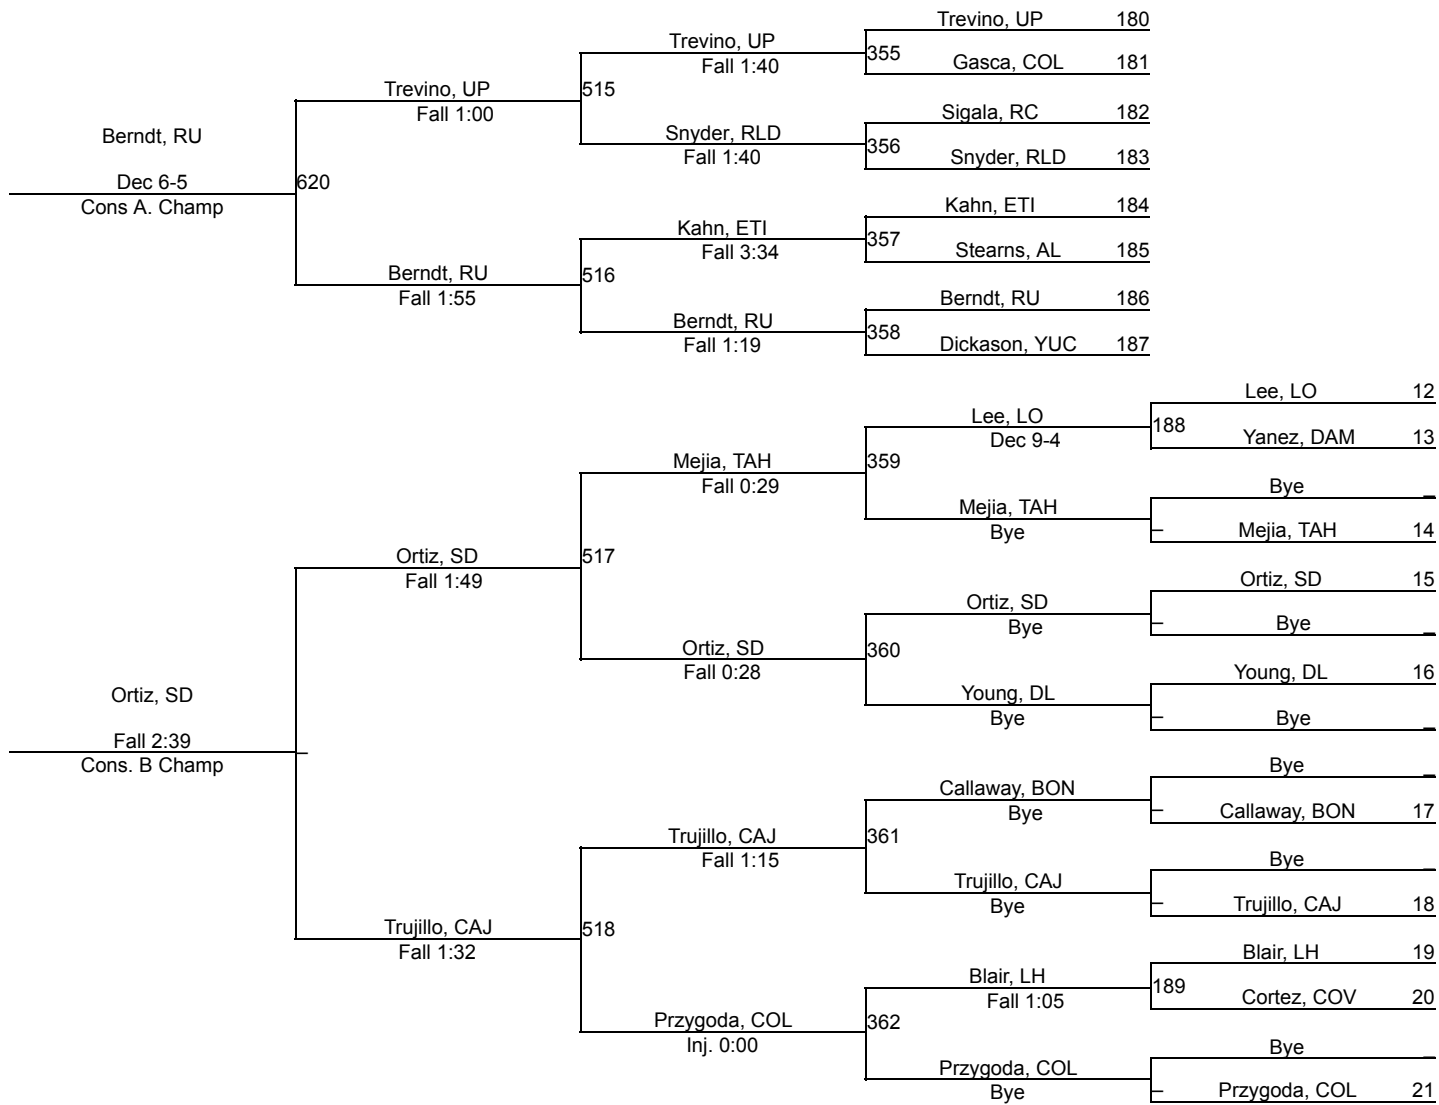 Trevino, UP 180
Trevino, UP
355
Fall 1:40
Gasca, COL 181
Trevino, UP
515
Fall 1:00
Sigala, RC 182
Snyder, RLD
356
Fall 1:40
Snyder, RLD 183
Berndt, RU
Dec 6-5
620
Cons A. Champ
Kahn, ETI 184
Kahn, ETI
357
Fall 3:34
Stearns, AL 185
Berndt, RU
516
Fall 1:55
Berndt, RU 186
Berndt, RU
358
Fall 1:19
Dickason, YUC 187
Lee, LO 12
Lee, LO
188
Dec 9-4
Yanez, DAM 13
Mejia, TAH
359
Fall 0:29
Bye _
Mejia, TAH
Bye
_
Mejia, TAH 14
Ortiz, SD
517
Fall 1:49
Ortiz, SD 15
Ortiz, SD
Bye
_
Bye _
Ortiz, SD
360
Fall 0:28
Young, DL 16
Young, DL
Bye
_
Bye _
Ortiz, SD
Fall 2:39
_
Cons. B Champ
Bye _
Callaway, BON
Bye
_
Callaway, BON 17
Trujillo, CAJ
361
Fall 1:15
Bye _
Trujillo, CAJ
Bye
_
Trujillo, CAJ 18
Trujillo, CAJ
518
Fall 1:32
Blair, LH 19
Blair, LH
189
Fall 1:05
Cortez, COV 20
Przygoda, COL
362
Inj. 0:00
Bye _
Przygoda, COL
Bye
_
Przygoda, COL 21